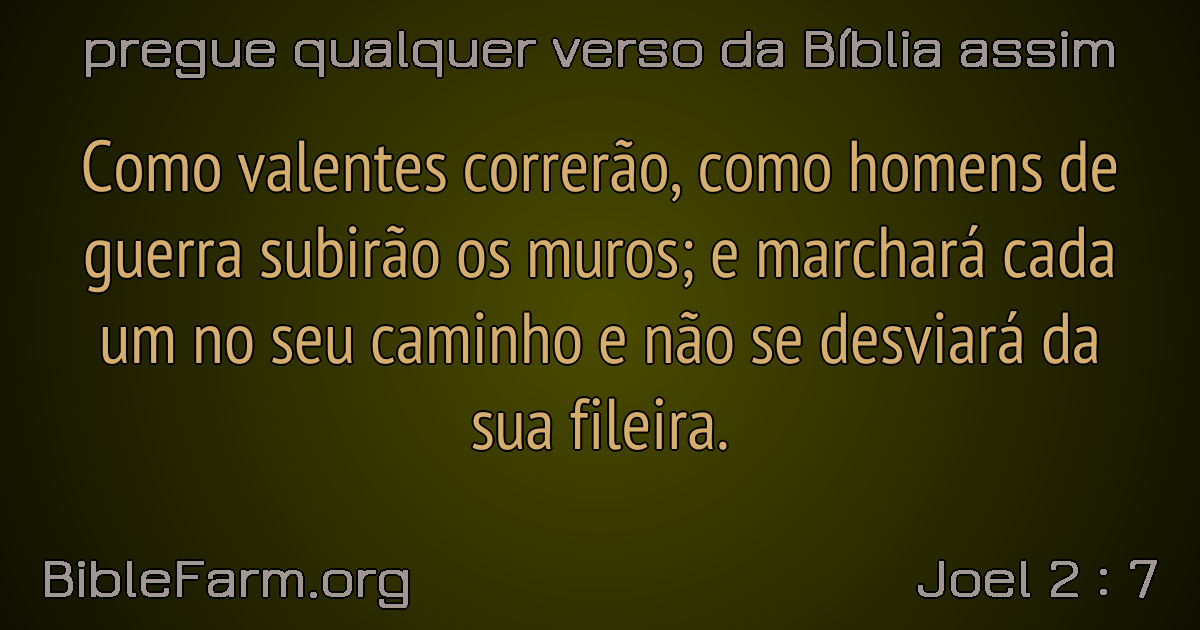 pregue qualquer verso da Bíblia assim
Como valentes correrão, como homens de
guerra subirão os muros; e marchará cada
um no seu caminho e não se desviará da
sua fileira.
BibleFarm.org
Joel 2 : 7